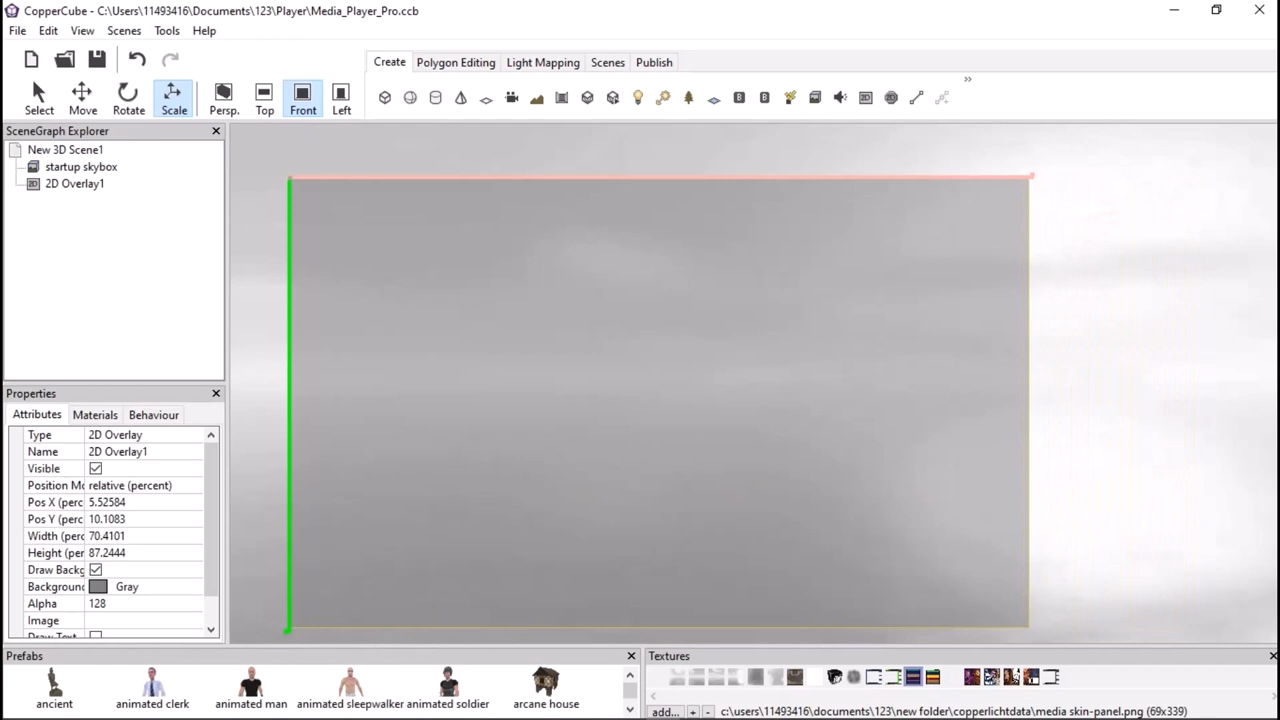 CopperCube - C:\Users\11493416\Documents\123\Player\Media_Player_Pro.ccb
File Edit View Scenes Tools Help
Create Polygon Editing Light Mapping Scenes Publish
Select Move Rotate Scale Persp. Top Front Left
SceneGraph Explorer
New 3D Scene1
startup skybox
2D Overlay1
Properties
Attributes Materials Behaviour
Type 2D Overlay
Name 2D Overlay1
Visible
Position Mo relative (percent)
Pos X (perc 5.52584
Pos Y (perc 10.1083
Width (perc 70.4101
Height (per 87.2444
Draw Backg
Background Gray
Alpha 128
Image
Draw Text
Prefabs
ancient animated clerk animated man animated sleepwalker animated soldier arcane house
Textures
add... + - c:\users\11493416\documents\123\new folder\copperlichtdata\media skin-panel.png (69x339)